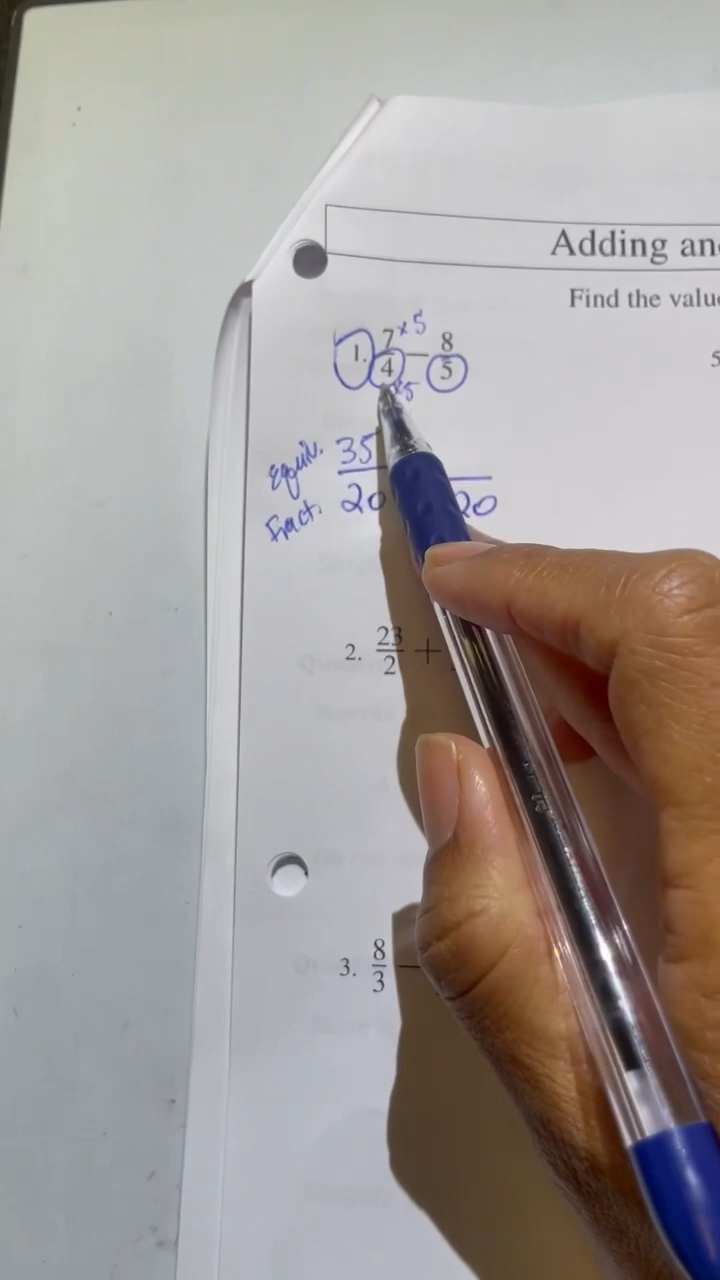 Adding an
Find the valu
1. 7/4 ×5 ×5 − 8/5
5
Equiv. Fract. 35/20 /20
2. 23/2 +
3. 8/3 −